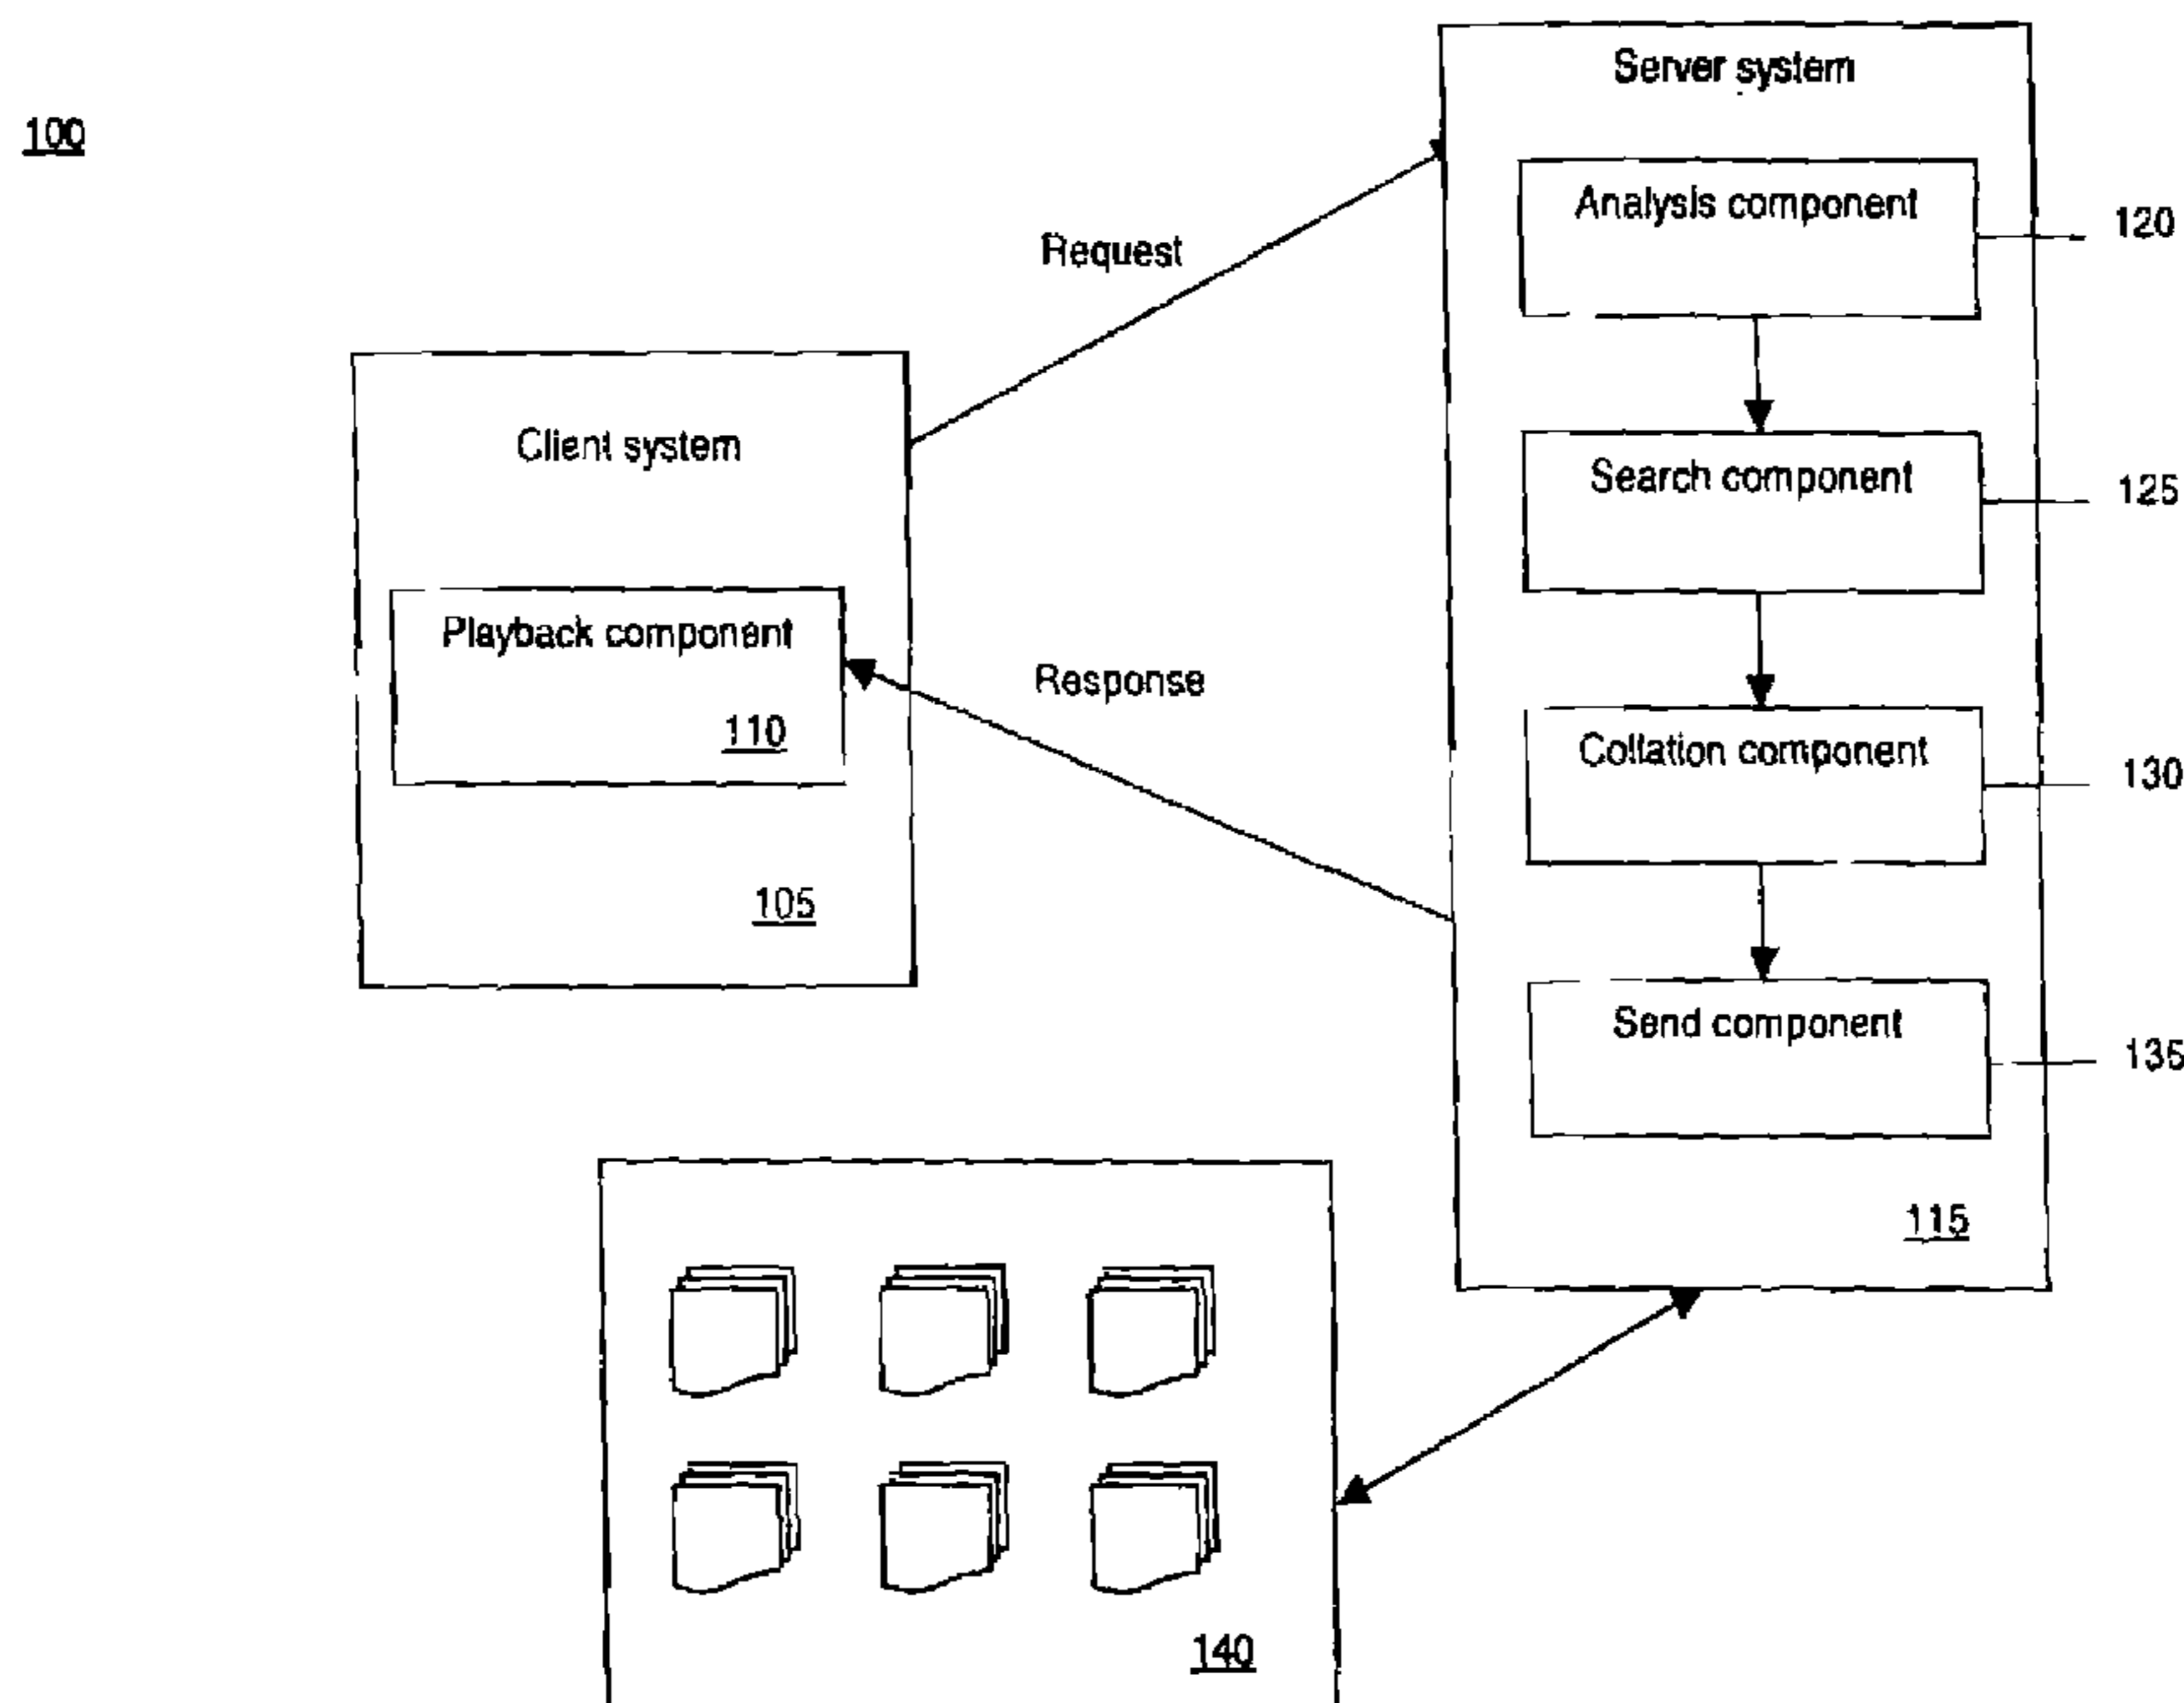 100
Server system
Analysis component
120
Request
Client system
Search component
125
Playback component
110
Response
Collation component
130
105
Send component
135
115
140